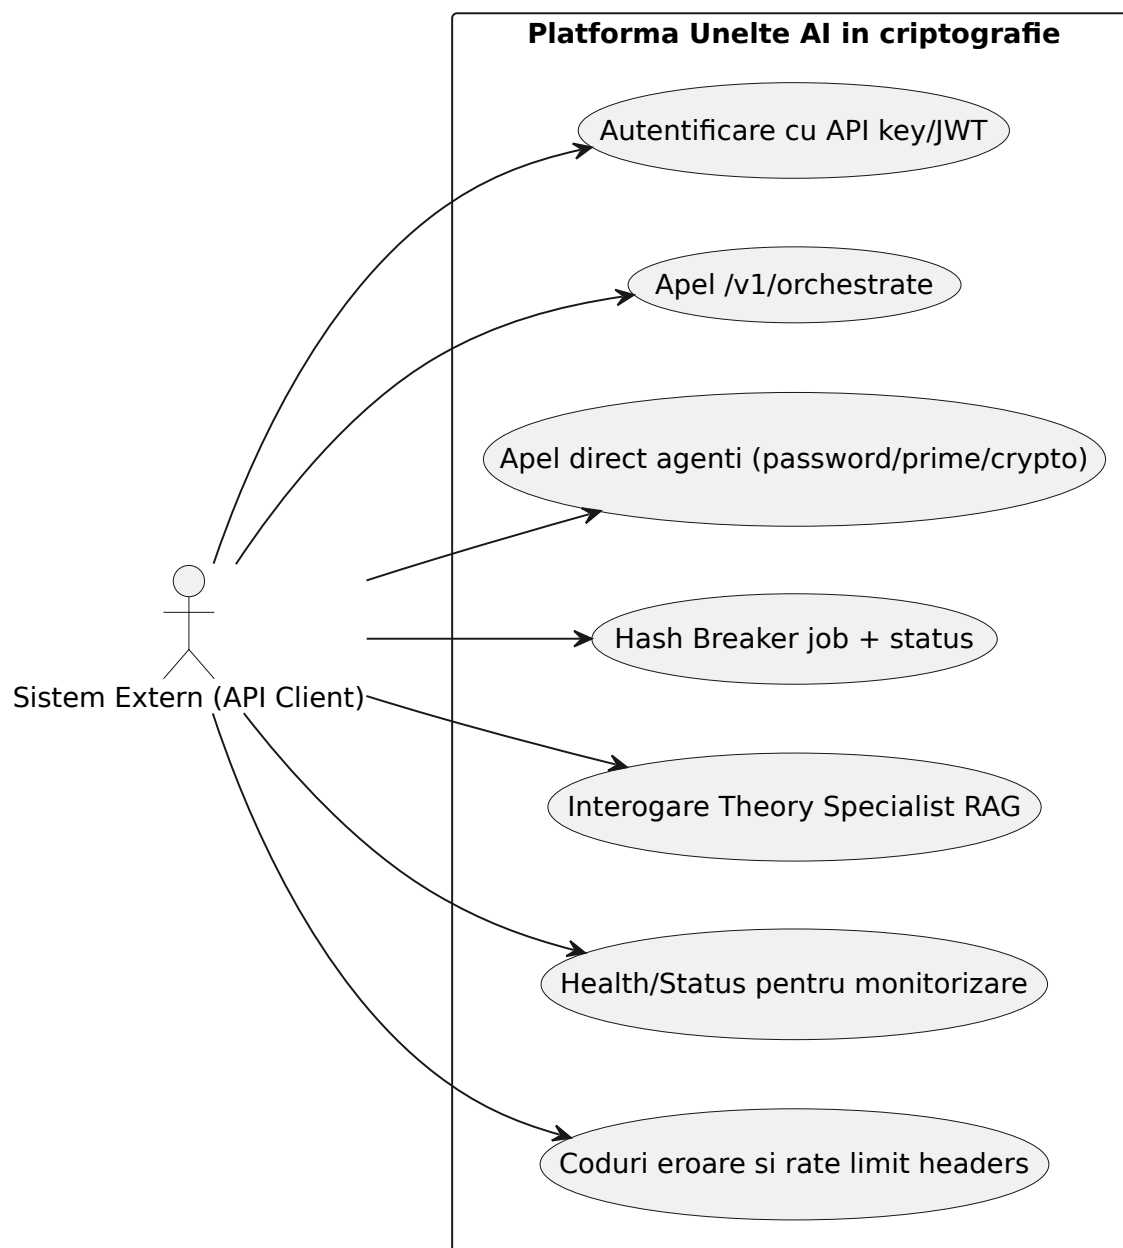 Platforma Unelte AI in criptografie
Autentificare cu API key/JWT
Apel /v1/orchestrate
Apel direct agenti (password/prime/crypto)
Hash Breaker job + status
Sistem Extern (API Client)
Interogare Theory Specialist RAG
Health/Status pentru monitorizare
Coduri eroare si rate limit headers